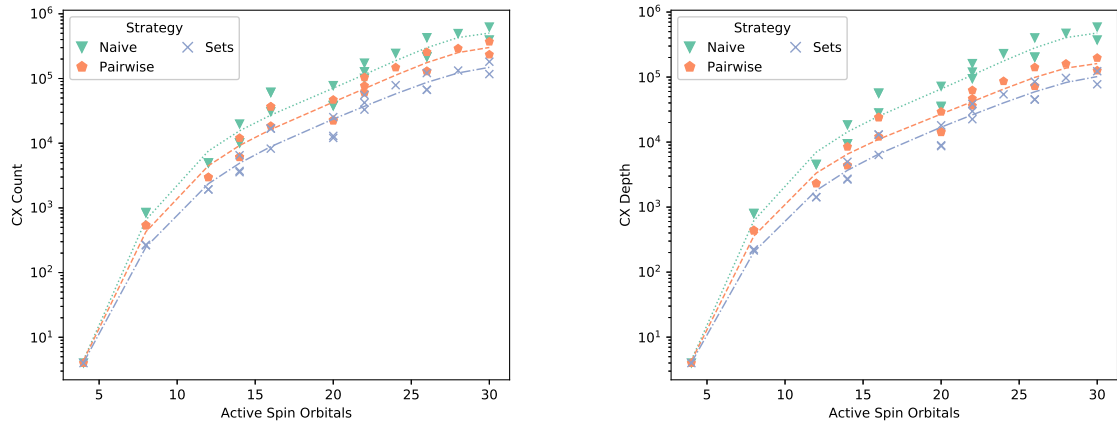 10^6
10^5
10^4
10^3
10^2
10^1
CX Count
Strategy
Naive
Sets
Pairwise
5 10 15 20 25 30
Active Spin Orbitals
10^6
10^5
10^4
10^3
10^2
10^1
CX Depth
Strategy
Naive
Sets
Pairwise
5 10 15 20 25 30
Active Spin Orbitals